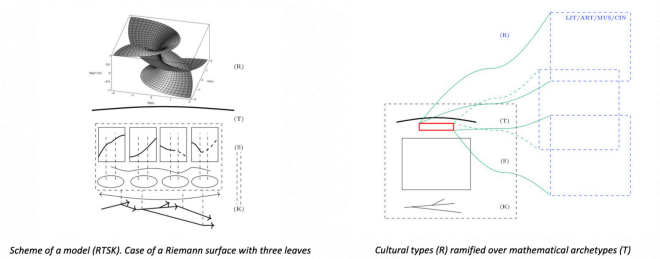 (R)
(T)
(S)
(K)
Scheme of a model (RTSK). Case of a Riemann surface with three leaves
LIT/ART/MUS/CIN
(R)
(T)
(S)
(K)
Cultural types (R) ramified over mathematical archetypes (T)